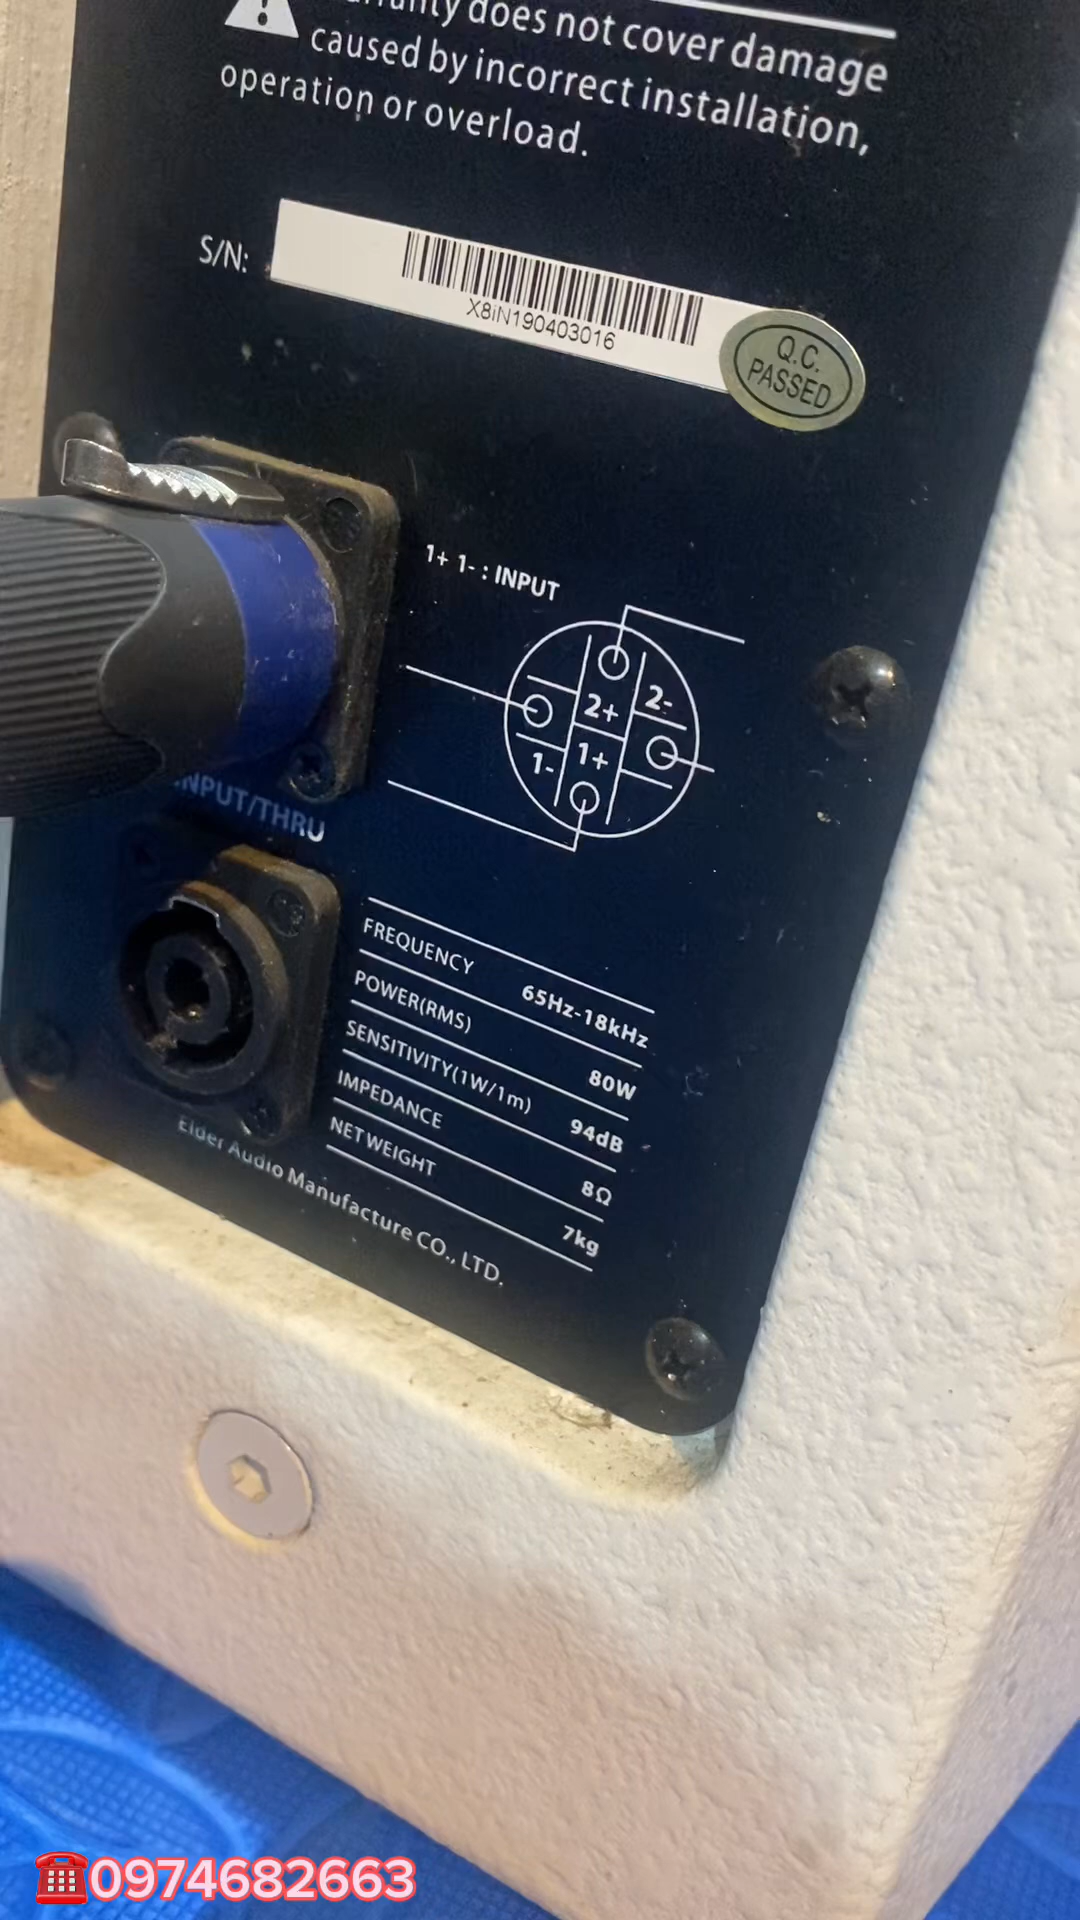 does not cover damage
caused by incorrect installation,
operation or overload.
S/N:
X8iN190403016
Q.C.
PASSED
1+ 1- : INPUT
2+ 2-
1- 1+
INPUT/THRU
FREQUENCY 65Hz-18kHz
POWER(RMS) 80W
SENSITIVITY(1W/1m) 94dB
IMPEDANCE 8Ω
NET WEIGHT 7kg
Elder Audio Manufacture CO., LTD.
0974682663